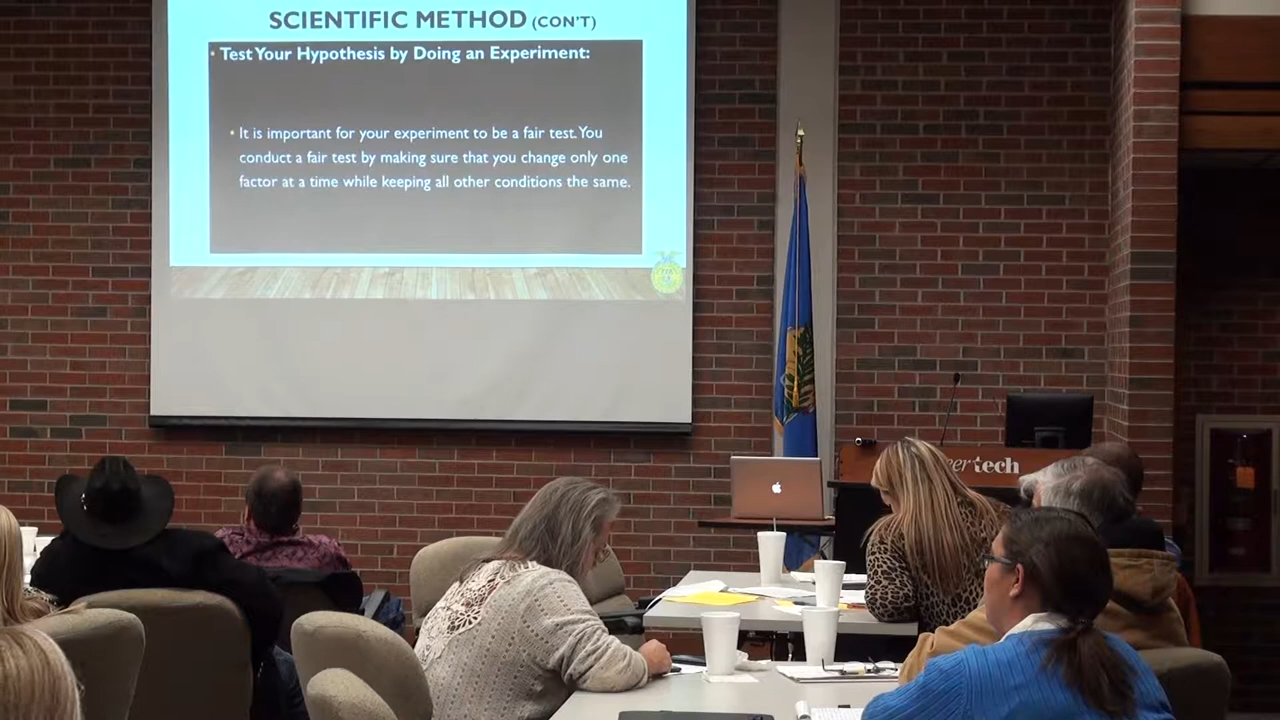 SCIENTIFIC METHOD (CON'T)
• Test Your Hypothesis by Doing an Experiment:
• It is important for your experiment to be a fair test. You
conduct a fair test by making sure that you change only one
factor at a time while keeping all other conditions the same.
eertech